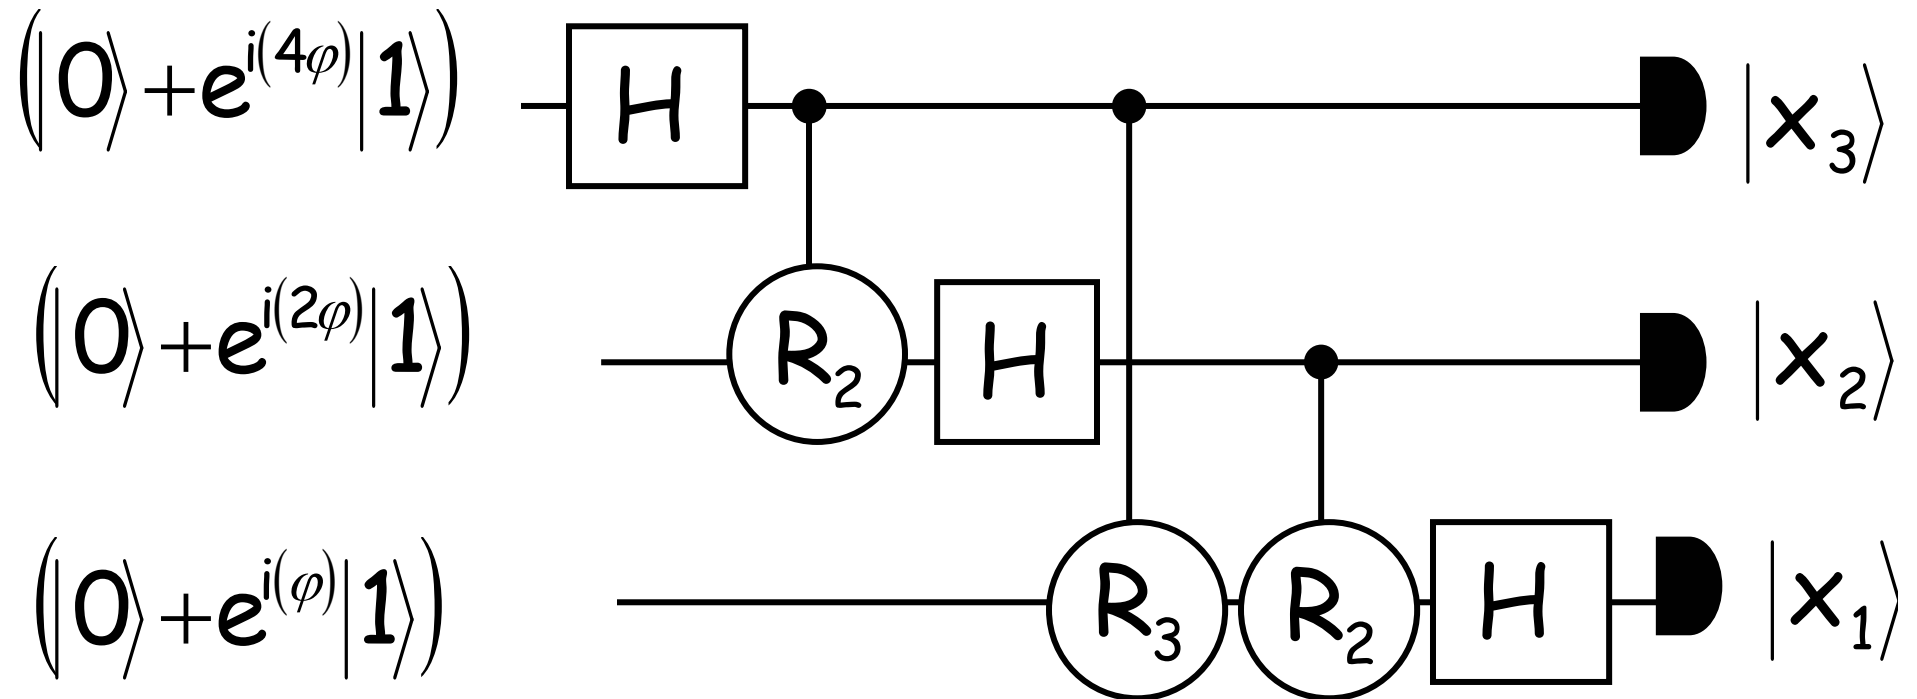 (|0⟩+e^{i(4φ)}|1⟩) H |x₃⟩
(|0⟩+e^{i(2φ)}|1⟩) R₂ H |x₂⟩
(|0⟩+e^{i(φ)}|1⟩) R₃ R₂ H |x₁⟩